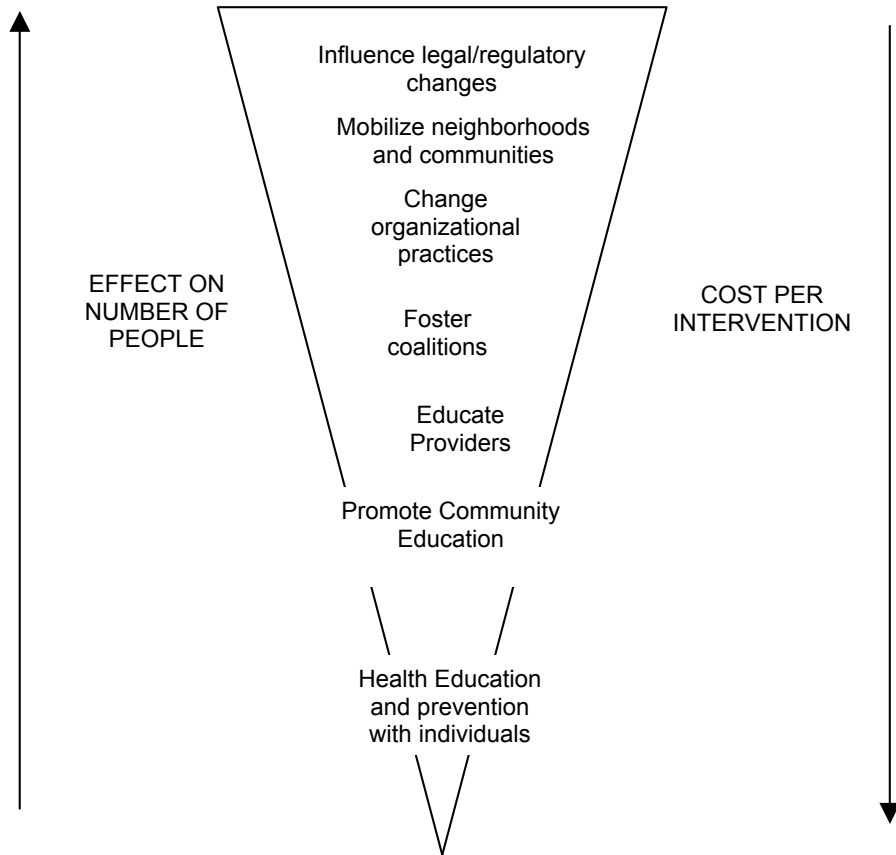 Influence legal/regulatory
changes
Mobilize neighborhoods
and communities
Change
organizational
practices
EFFECT ON
NUMBER OF
PEOPLE
COST PER
INTERVENTION
Foster
coalitions
Educate
Providers
Promote Community
Education
Health Education
and prevention
with individuals